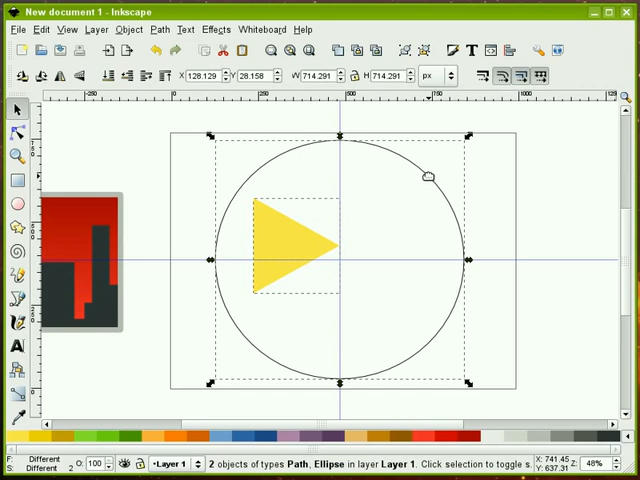 New document 1 - Inkscape
File Edit View Layer Object Path Text Effects Whiteboard Help
X 128.129 Y 28.158 W 714.291 H 714.291 px
-250 0 250 500 1000
F: Different
S: Different 2 O: 100 •Layer 1 2 objects of types Path, Ellipse in layer Layer 1. Click selection to toggle s. X: 741.45
Y: 637.31 Z: 48%